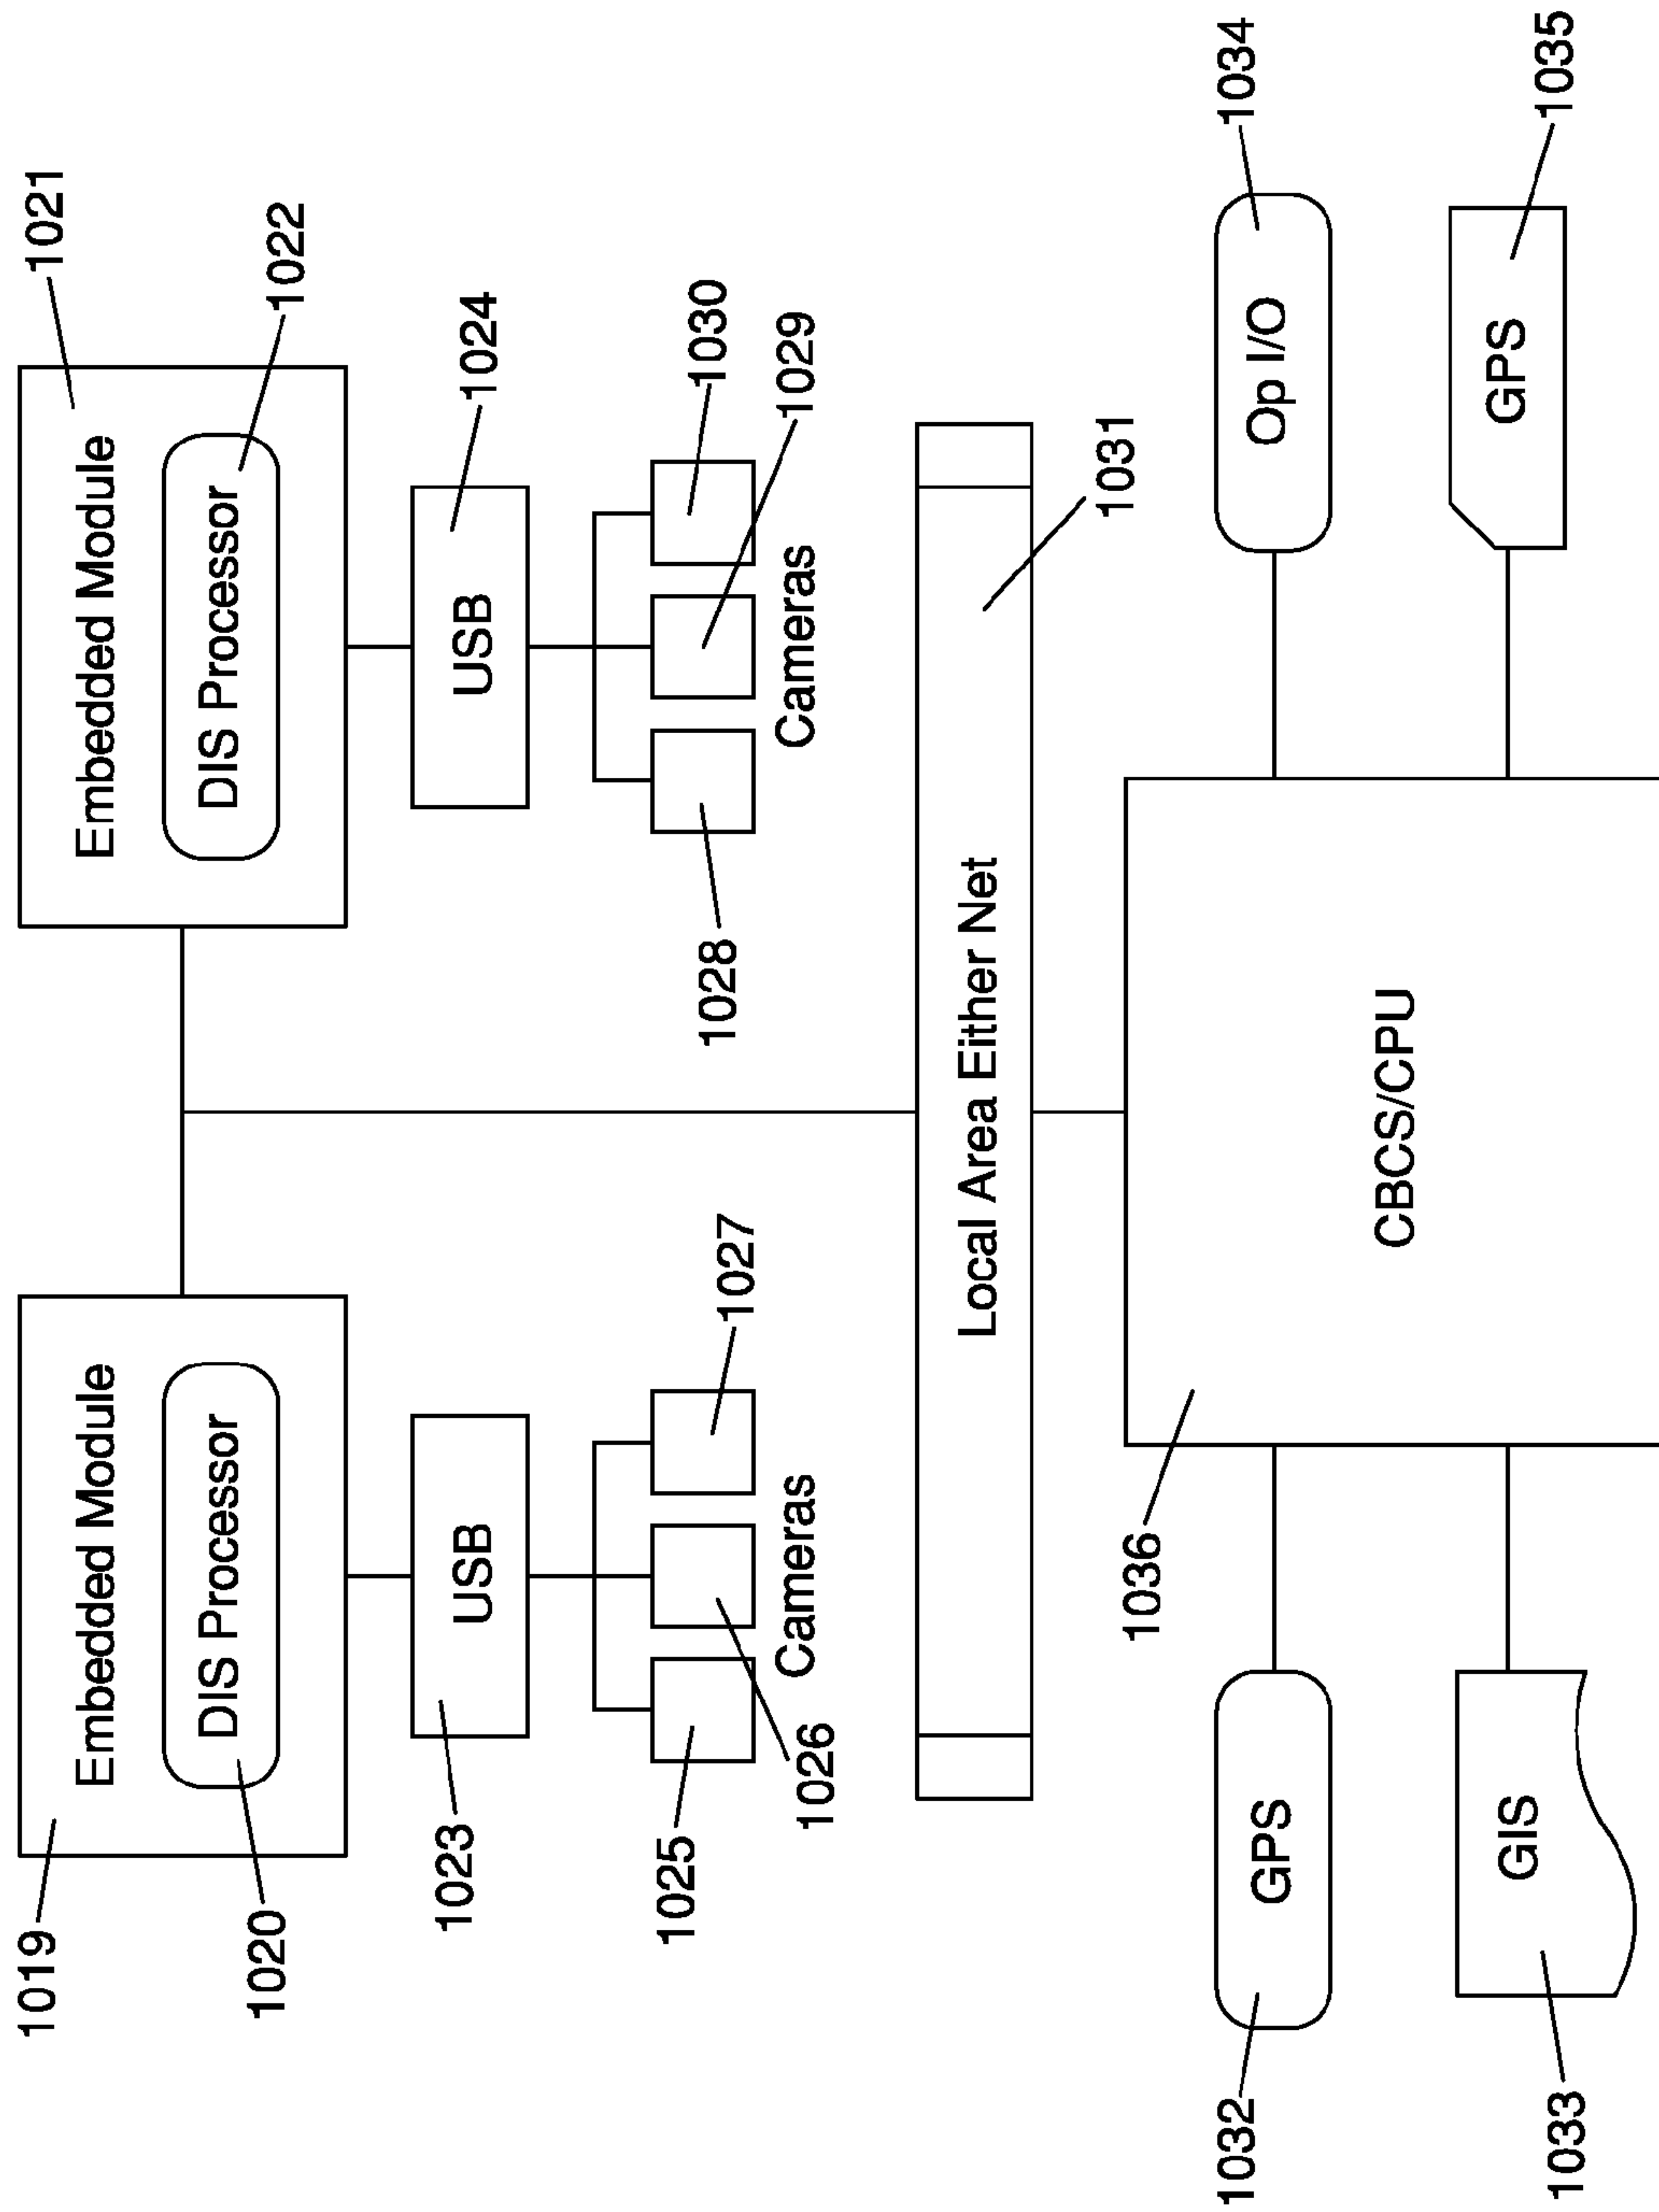 1019
Embedded Module
1020
DIS Processor
1021
Embedded Module
1022
DIS Processor
1023
USB
1024
USB
1025
1026
1027
Cameras
1028
1029
1030
Cameras
Local Area Either Net
1031
1032
GPS
1033
GIS
1036
CBCS/CPU
Op I/O
1034
GPS
1035